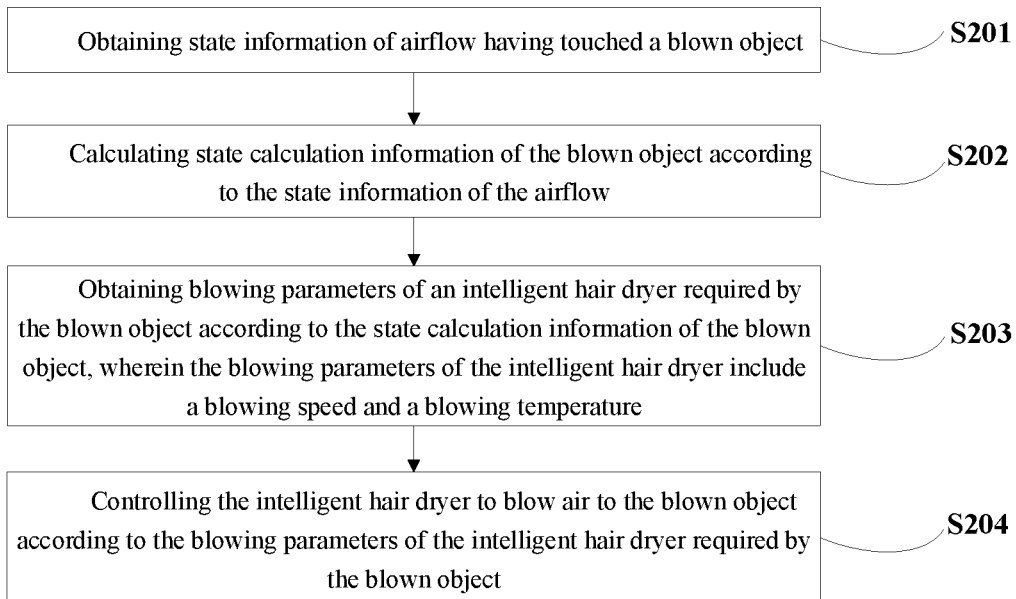 Obtaining state information of airflow having touched a blown object
S201
Calculating state calculation information of the blown object according
to the state information of the airflow
S202
Obtaining blowing parameters of an intelligent hair dryer required by
the blown object according to the state calculation information of the blown
object, wherein the blowing parameters of the intelligent hair dryer include
a blowing speed and a blowing temperature
S203
Controlling the intelligent hair dryer to blow air to the blown object
according to the blowing parameters of the intelligent hair dryer required by
the blown object
S204